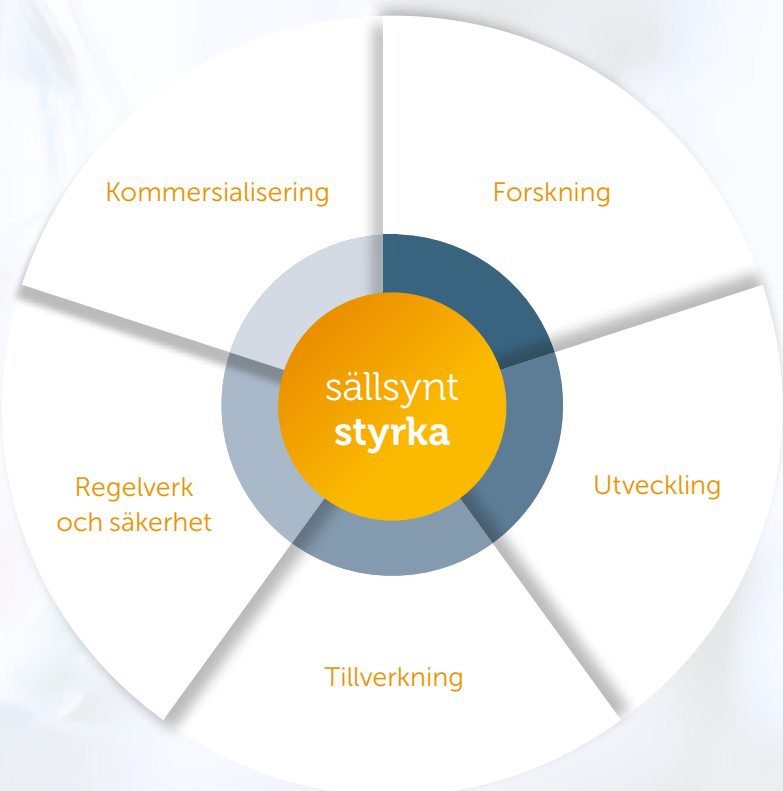 Kommersialisering
Forskning
sällsynt
styrka
Regelverk
och säkerhet
Utveckling
Tillverkning